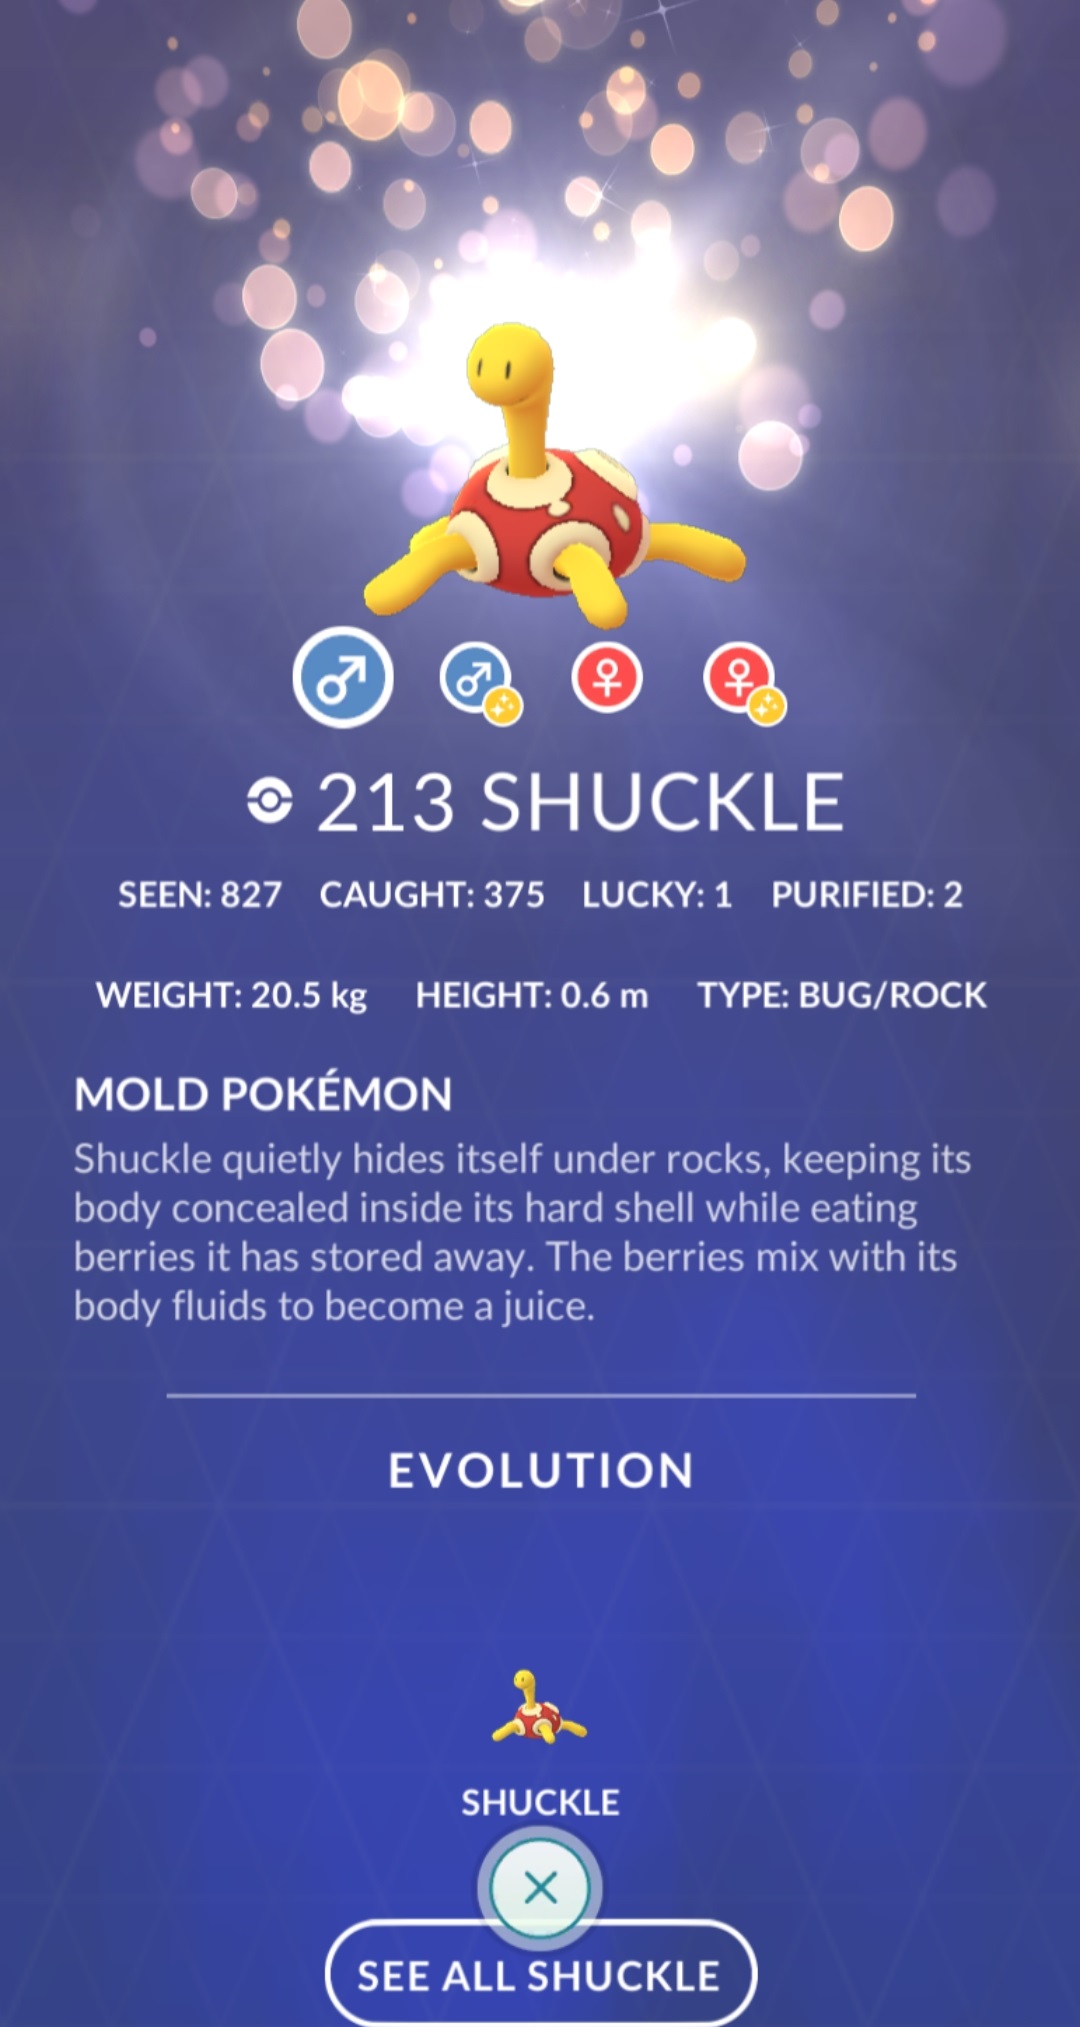 213 SHUCKLE
SEEN: 827 CAUGHT: 375 LUCKY: 1 PURIFIED: 2
WEIGHT: 20.5 kg HEIGHT: 0.6 m TYPE: BUG/ROCK
MOLD POKÉMON
Shuckle quietly hides itself under rocks, keeping its
body concealed inside its hard shell while eating
berries it has stored away. The berries mix with its
body fluids to become a juice.
EVOLUTION
SHUCKLE
SEE ALL SHUCKLE